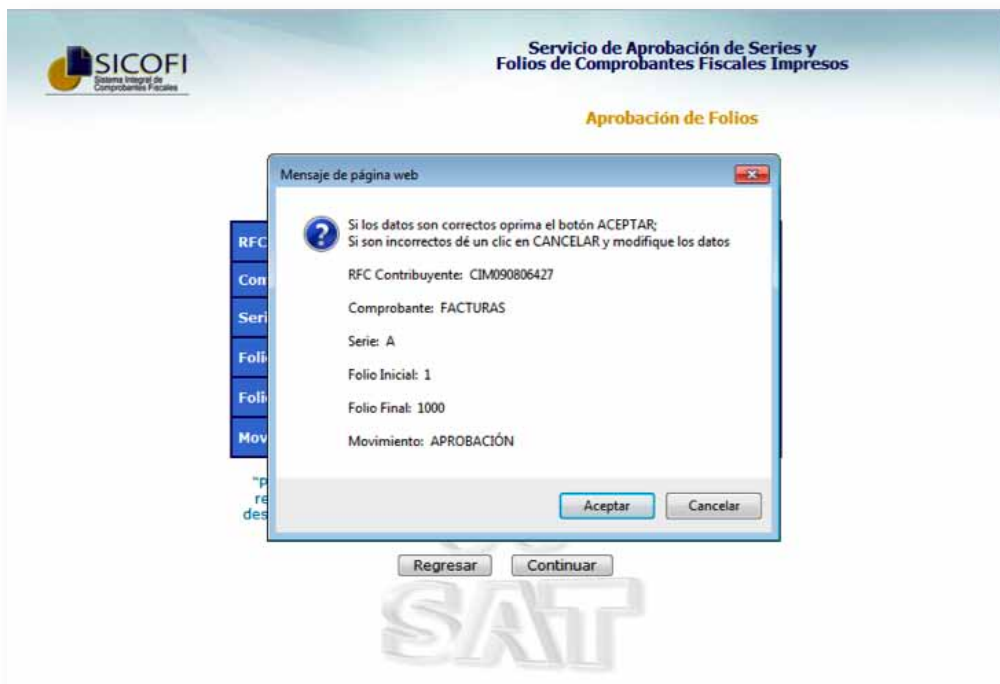 SICOFI
Sistema Integral de
Comprobantes Fiscales
Servicio de Aprobación de Series y
Folios de Comprobantes Fiscales Impresos
Aprobación de Folios
Mensaje de página web
Si los datos son correctos oprima el botón ACEPTAR;
Si son incorrectos dé un clic en CANCELAR y modifique los datos
RFC Contribuyente: CIM090806427
Comprobante: FACTURAS
Serie: A
Folio Inicial: 1
Folio Final: 1000
Movimiento: APROBACIÓN
Aceptar Cancelar
RFC
Com
Seri
Foli
Foli
Mov
"P
re
des
Regresar Continuar
SAT